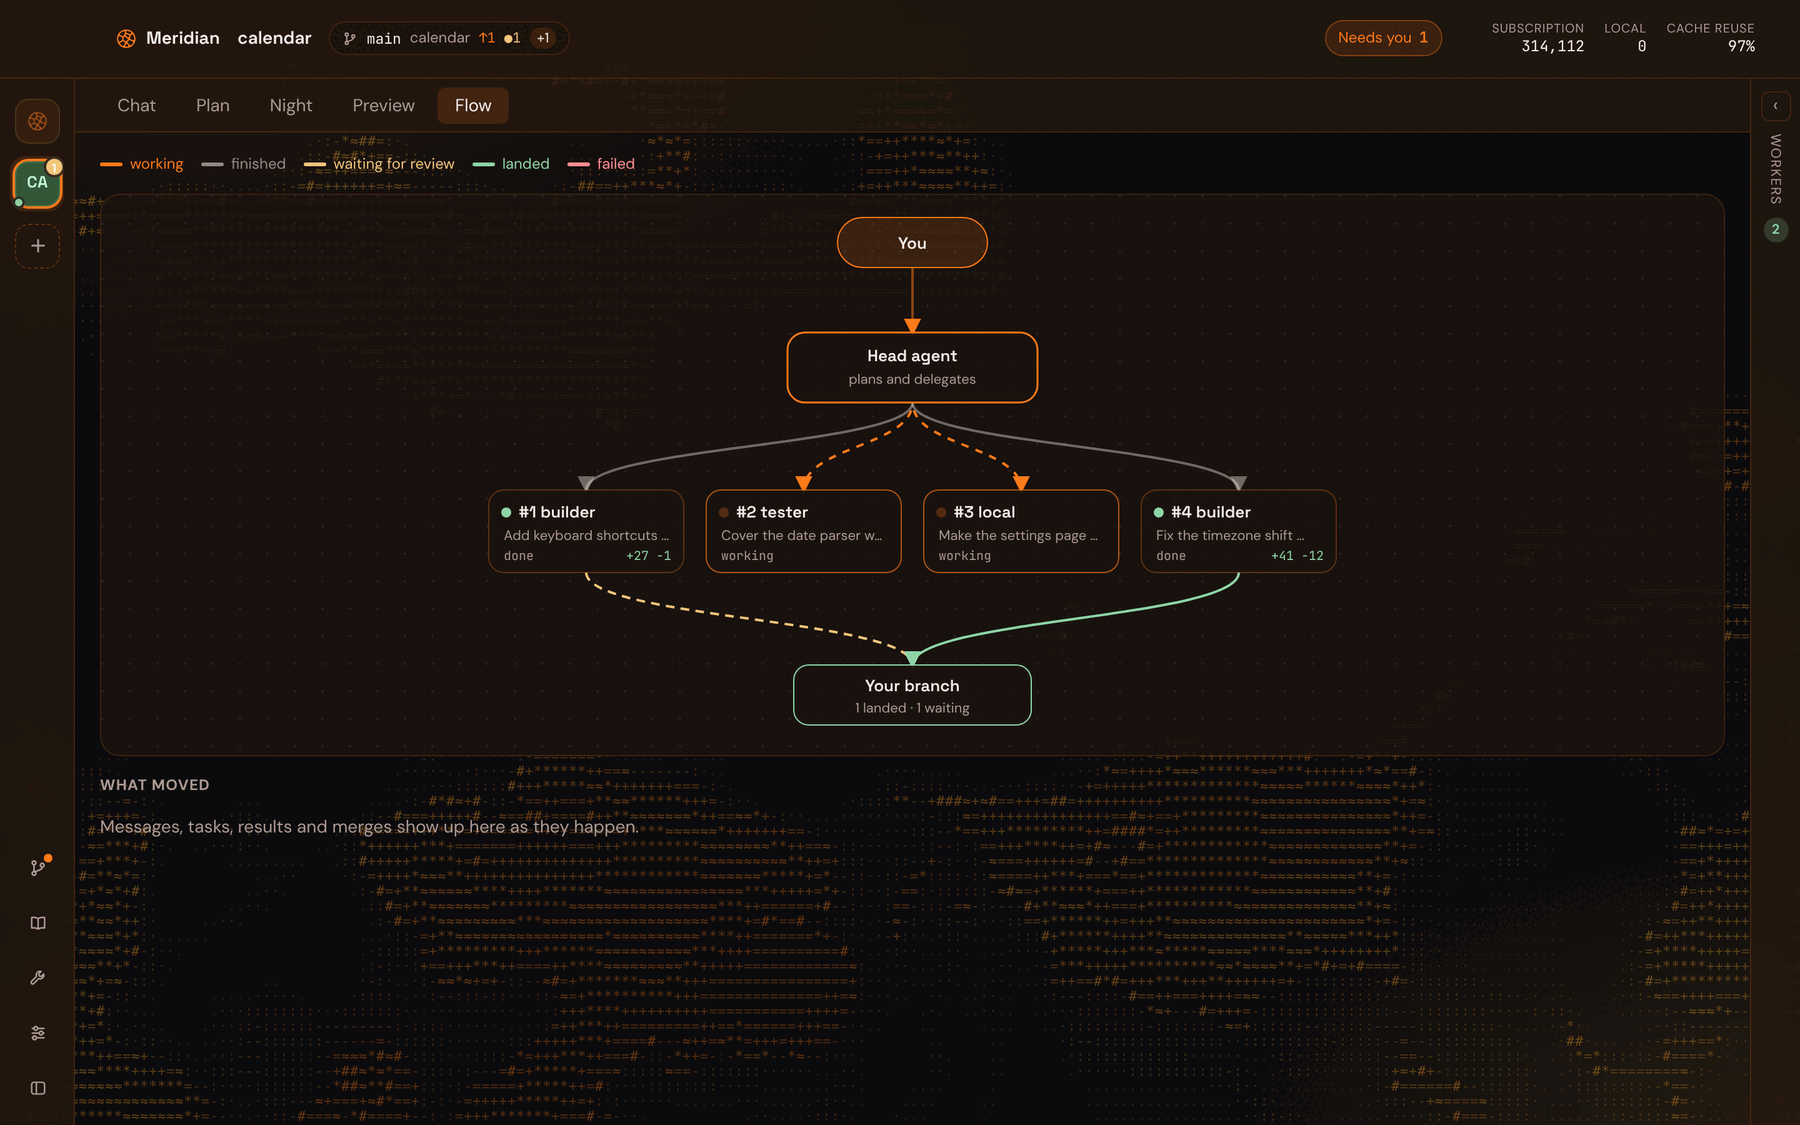 Meridian calendar
main calendar ↑1 ●1 +1
Needs you 1
SUBSCRIPTION
314,112
LOCAL
0
CACHE REUSE
97%
Chat
Plan
Night
Preview
Flow
CA
1
WORKERS
2
working
finished
waiting for review
landed
failed
You
Head agent
plans and delegates
#1 builder
Add keyboard shortcuts …
done +27 -1
#2 tester
Cover the date parser w…
working
#3 local
Make the settings page …
working
#4 builder
Fix the timezone shift …
done +41 -12
Your branch
1 landed · 1 waiting
WHAT MOVED
Messages, tasks, results and merges show up here as they happen.